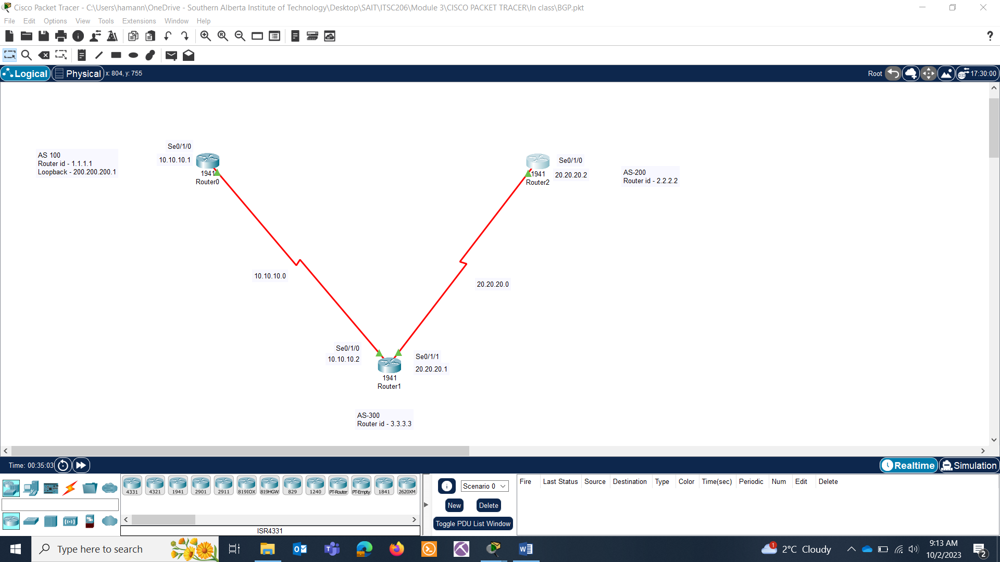 Cisco Packet Tracer - C:\Users\hamann\OneDrive - Southern Alberta Institute of Technology\Desktop\SAIT\ITSC206\Module 3\CISCO PACKET TRACER\In class\BGP.pkt
File Edit Options View Tools Extensions Window Help
Logical Physical x: 804, y: 755 Root 17:30:00
Se0/1/0
10.10.10.1
AS 100
Router id - 1.1.1.1
Loopback - 200.200.200.1
1941
Router0
Se0/1/0
20.20.20.2
1941
Router2
AS-200
Router id - 2.2.2.2
10.10.10.0
20.20.20.0
Se0/1/0
10.10.10.2
Se0/1/1
20.20.20.1
1941
Router1
AS-300
Router id - 3.3.3.3
Time: 00:35:03 Realtime Simulation
4331 4321 1941 2901 2911 819IOX 819HGW 829 1240 PT-Router PT-Empty 1841 2620XM
ISR4331
Scenario 0
New Delete
Toggle PDU List Window
Fire Last Status Source Destination Type Color Time(sec) Periodic Num Edit Delete
Type here to search
1
2°C Cloudy
9:13 AM
10/2/2023
2